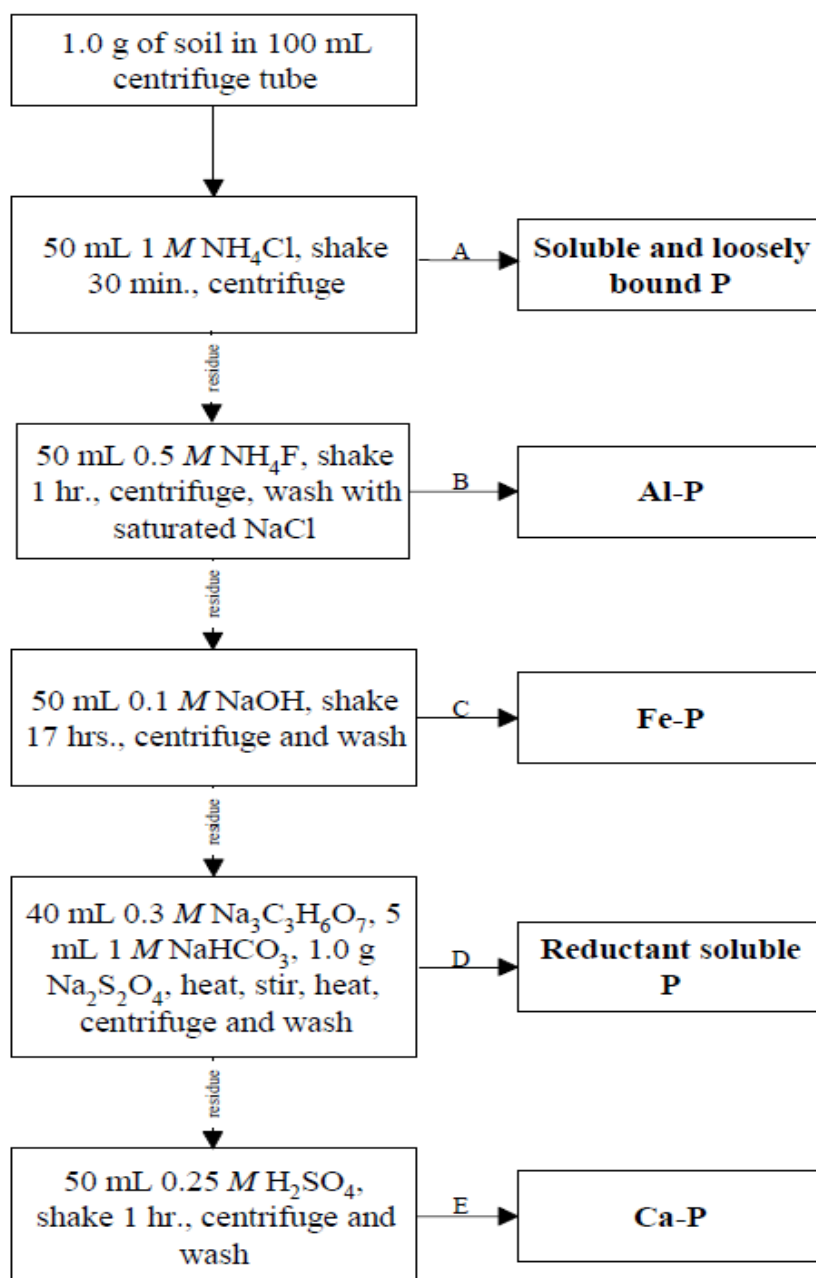 1.0 g of soil in 100 mL
centrifuge tube
50 mL 1 M NH₄Cl, shake
30 min., centrifuge
A
Soluble and loosely
bound P
residue
50 mL 0.5 M NH₄F, shake
1 hr., centrifuge, wash with
saturated NaCl
B
Al-P
residue
50 mL 0.1 M NaOH, shake
17 hrs., centrifuge and wash
C
Fe-P
residue
40 mL 0.3 M Na₃C₃H₆O₇, 5
mL 1 M NaHCO₃, 1.0 g
Na₂S₂O₄, heat, stir, heat,
centrifuge and wash
D
Reductant soluble
P
residue
50 mL 0.25 M H₂SO₄,
shake 1 hr., centrifuge and
wash
E
Ca-P